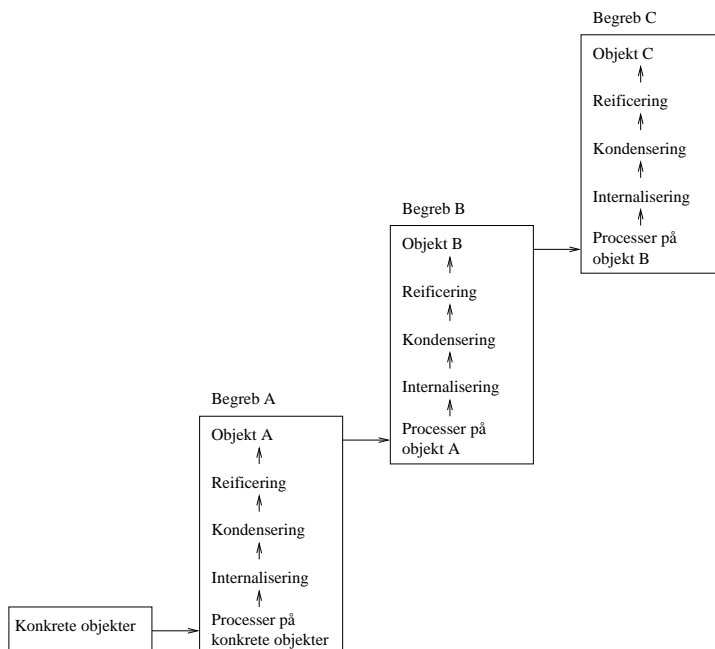 Begreb C
Objekt C
Reificering
Kondensering
Internalisering
Processer på
objekt B
Begreb B
Objekt B
Reificering
Kondensering
Internalisering
Processer på
objekt A
Begreb A
Objekt A
Reificering
Kondensering
Internalisering
Processer på
konkrete objekter
Konkrete objekter